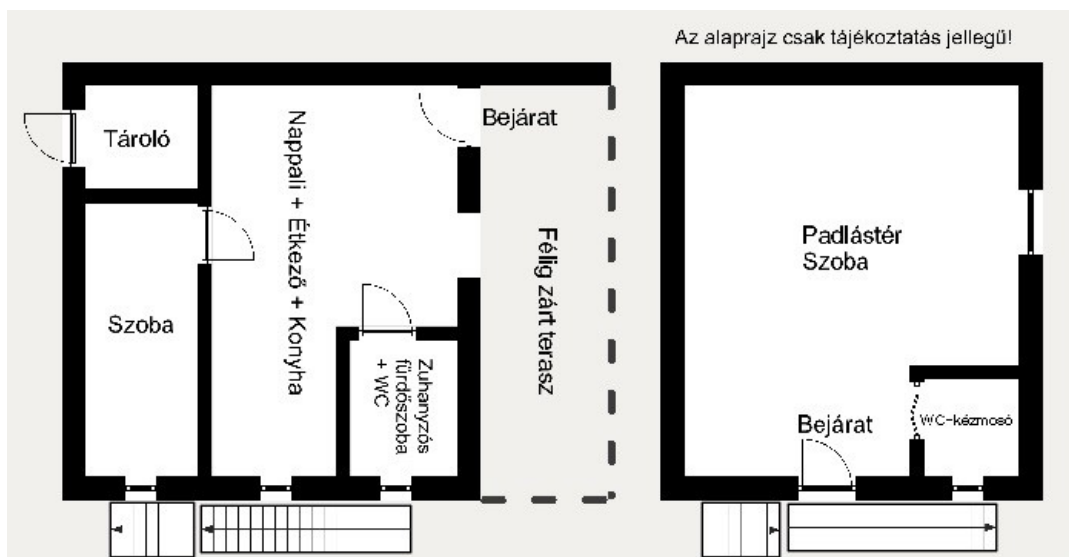 Az alaprajz csak tájékoztatás jellegű!
Tároló
Nappali + Étkező + Konyha
Bejárat
Szoba
Félig zárt terasz
Zuhanyzós
fürdőszoba
+ WC
Padlástér
Szoba
Bejárat
WC-kézmosó